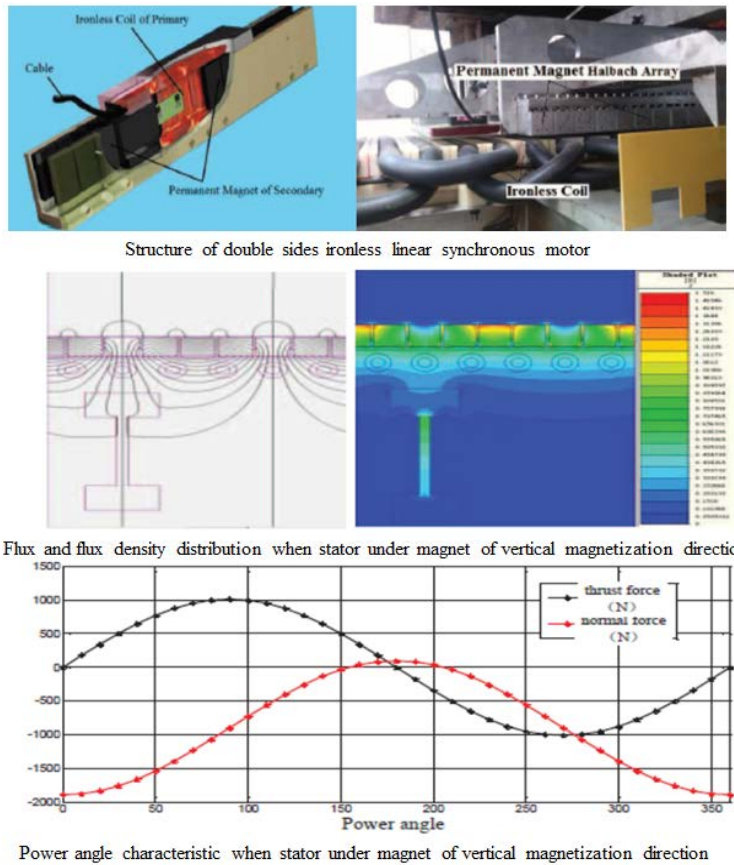 Ironless Coil of Primary
Cable
Permanent Magnet of Secondary
Permanent Magnet Halbach Array
Ironless Coil
Structure of double sides ironless linear synchronous motor
Shaded Plot
Flux and flux density distribution when stator under magnet of vertical magnetization directio
1500
1000
500
0
-500
-1000
-1500
-2000
thrust force
(N)
normal force
(N)
0
50
100
150
200
250
300
350
Power angle
Power angle characteristic when stator under magnet of vertical magnetization direction